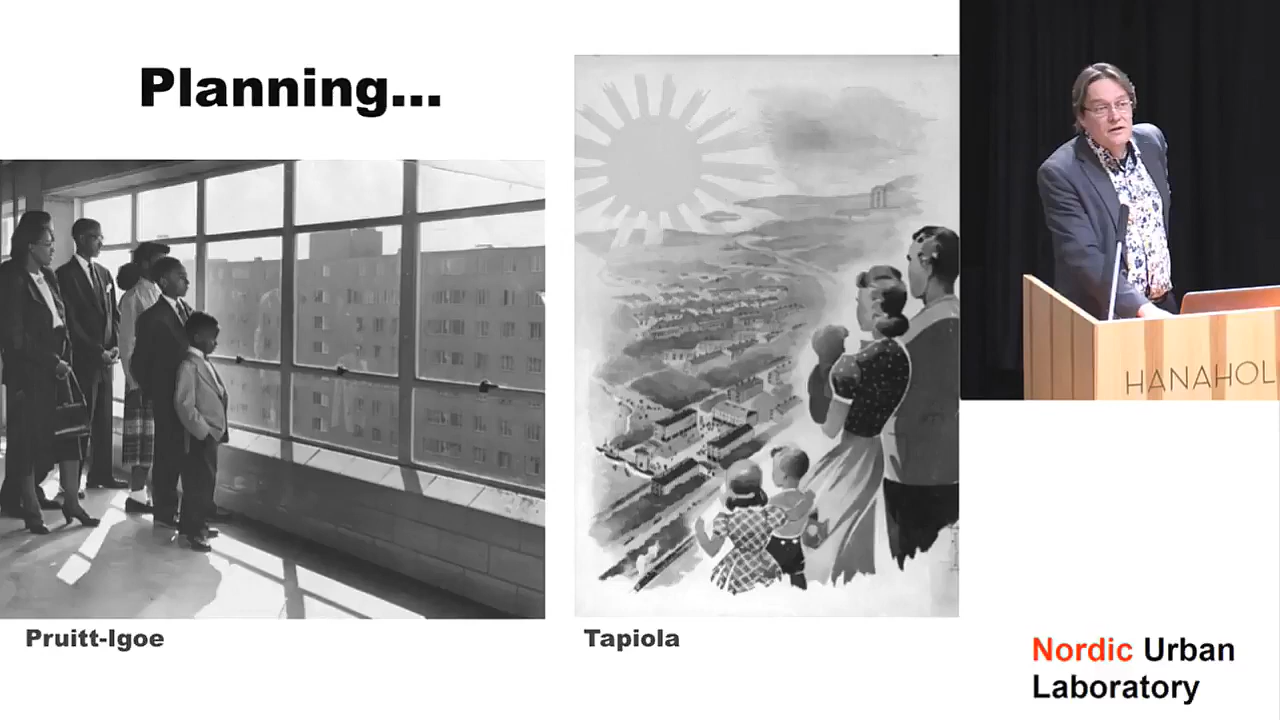 Planning...
Pruitt-Igoe
Tapiola
HANAHOL
Nordic Urban
Laboratory